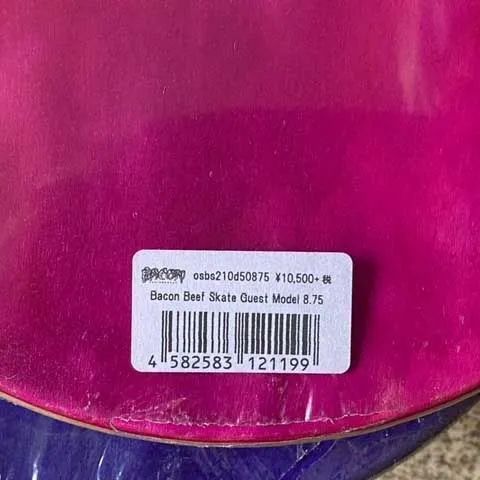 BACON osbs210d50875 ¥10,500+税
Bacon Beef Skate Guest Model 8.75
4 582583 121199